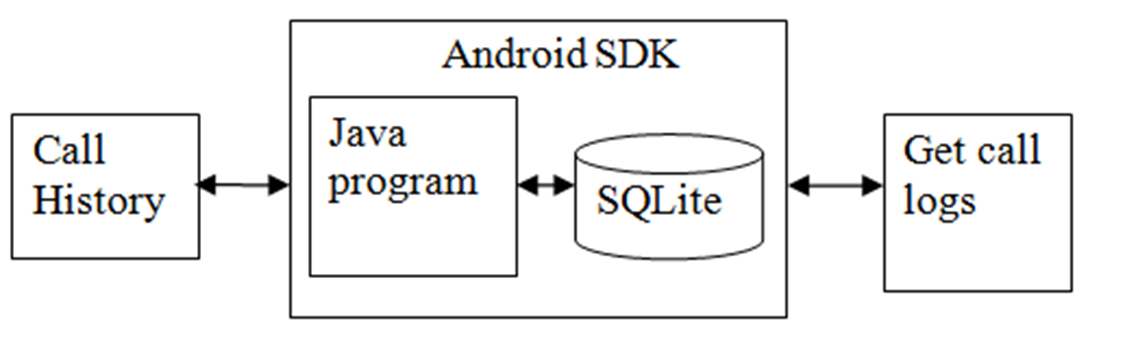 Android SDK
Call
History
Java
program
SQLite
Get call
logs